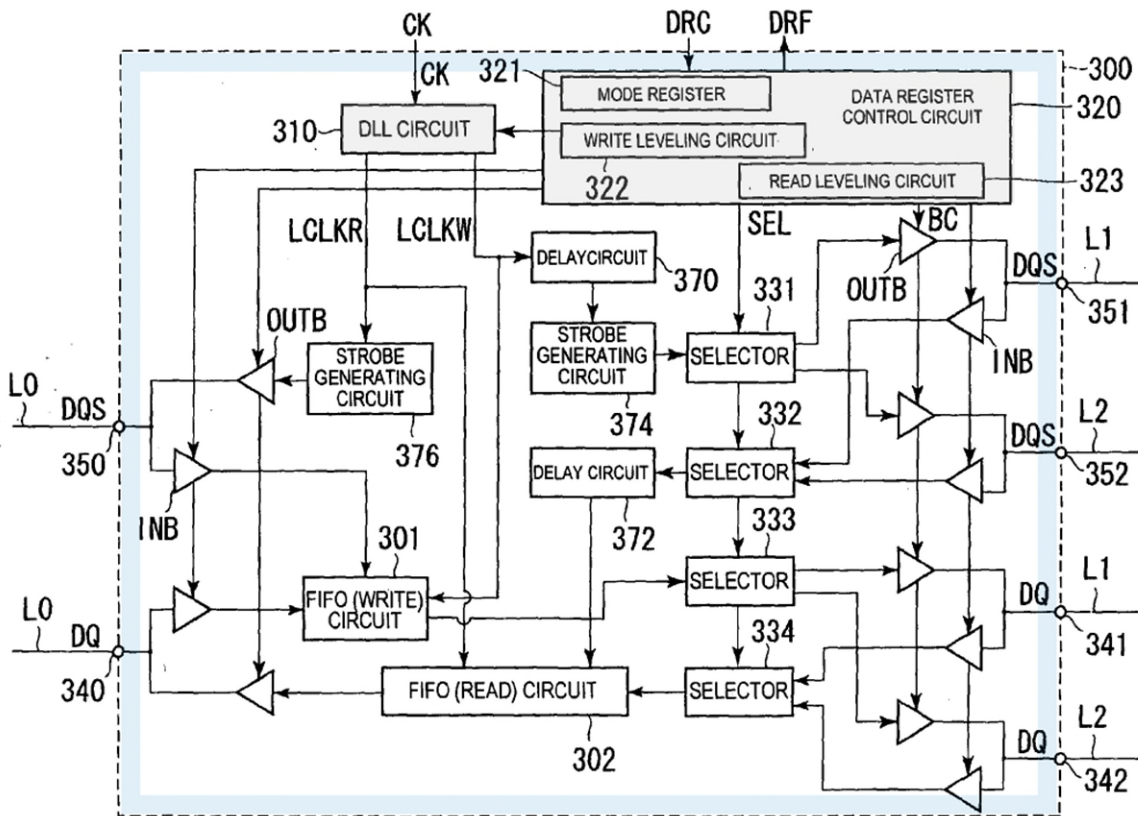 CK
DRC
DRF
CK
321
MODE REGISTER
DATA REGISTER
CONTROL CIRCUIT
300
320
310
DLL CIRCUIT
WRITE LEVELING CIRCUIT
322
READ LEVELING CIRCUIT
323
LCLKR
LCLKW
SEL
BC
DELAYCIRCUIT
370
OUTB
DQS
L1
351
331
OUTB
STROBE
GENERATING
CIRCUIT
376
STROBE
GENERATING
CIRCUIT
374
SELECTOR
INB
L0
DQS
350
332
DQS
L2
352
INB
DELAY CIRCUIT
372
SELECTOR
301
FIFO (WRITE)
CIRCUIT
333
SELECTOR
L0
DQ
340
DQ
L1
341
334
FIFO (READ) CIRCUIT
302
SELECTOR
DQ
L2
342